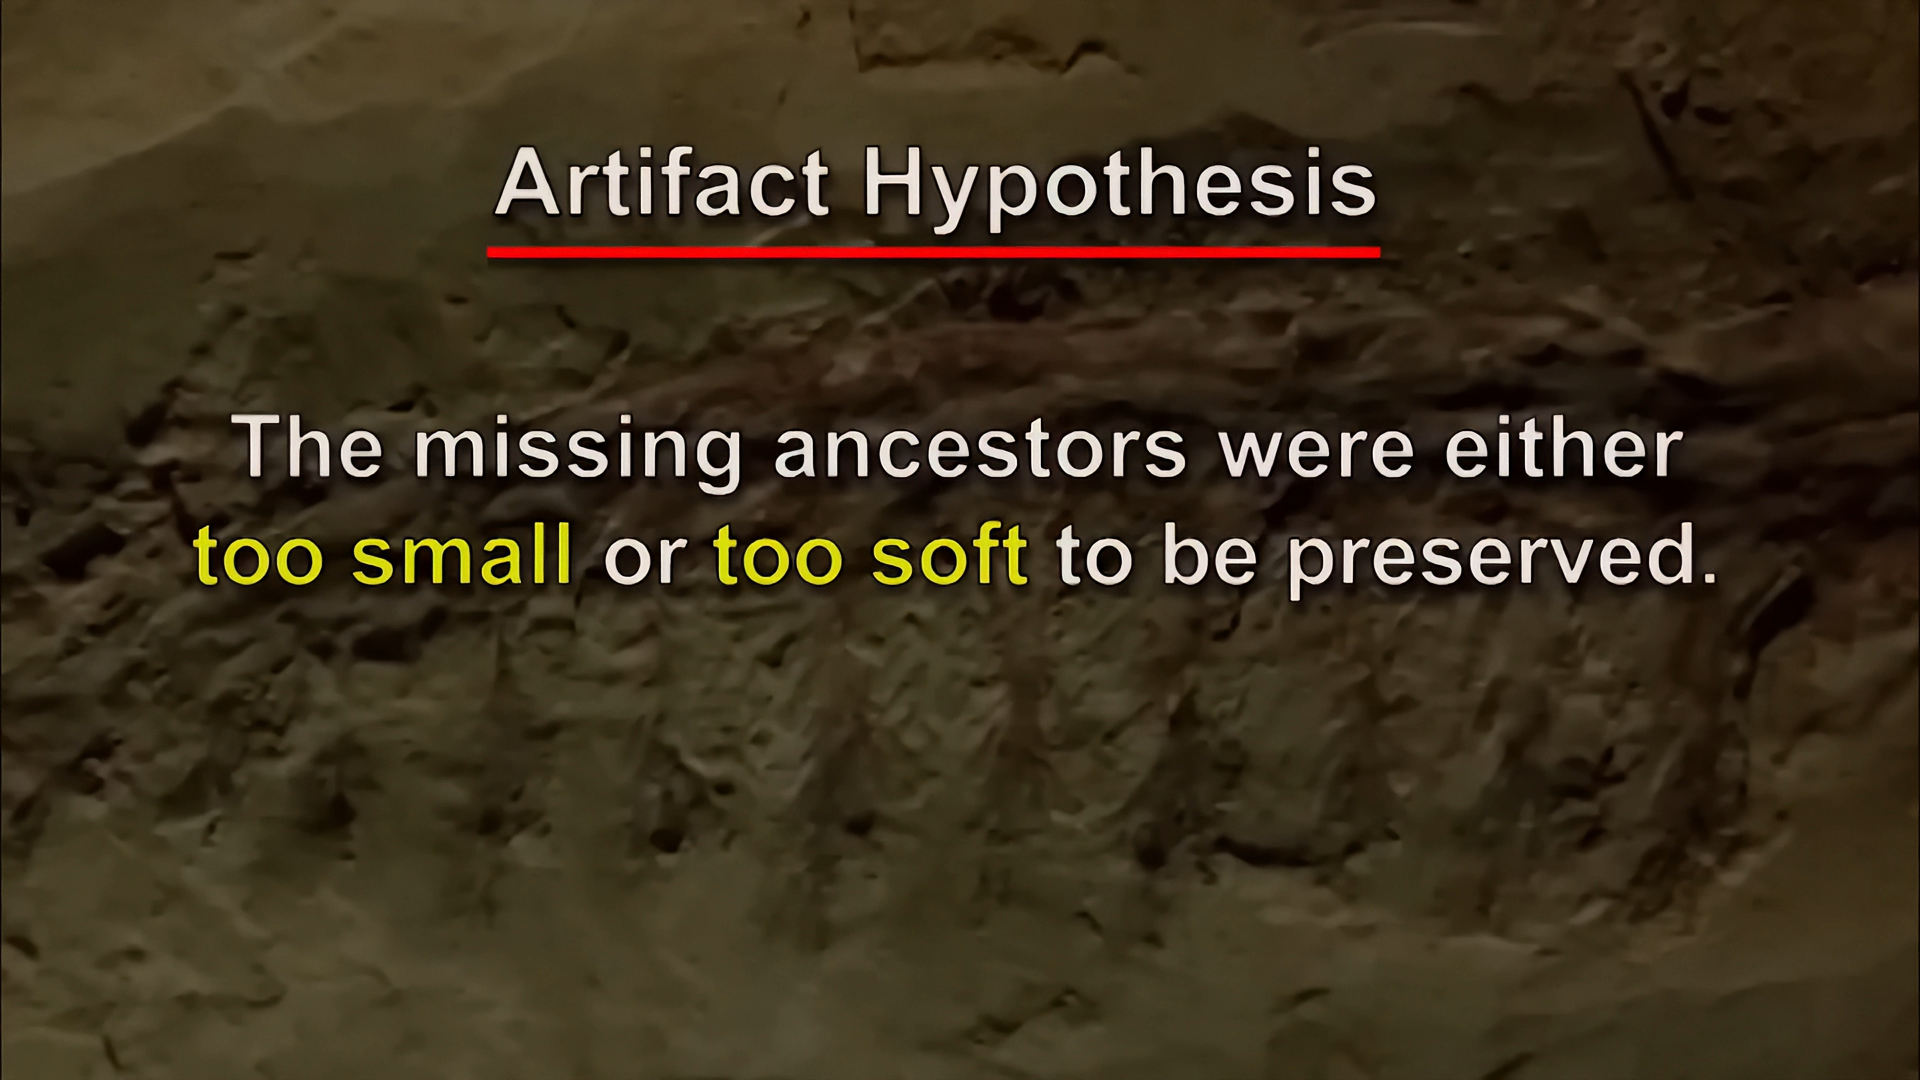 Artifact Hypothesis
The missing ancestors were either
too small or too soft to be preserved.